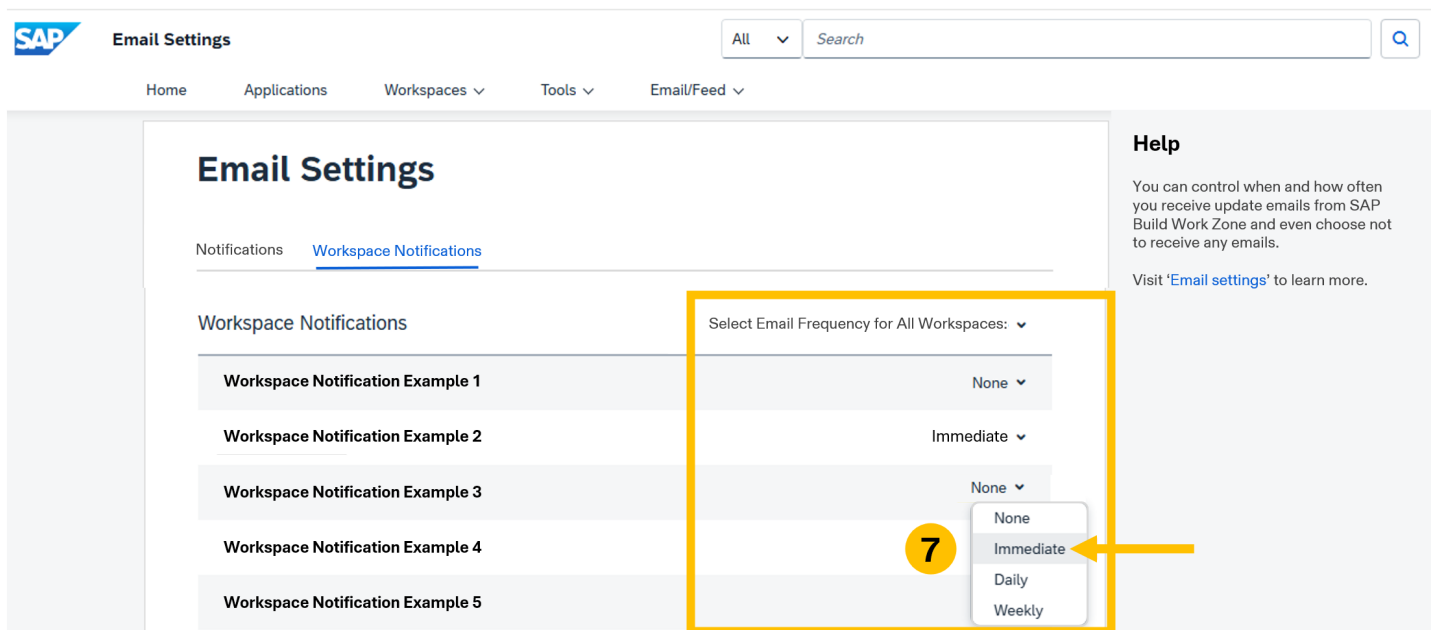 SAP
Email Settings
All
Search
Home
Applications
Workspaces
Tools
Email/Feed
Email Settings
Notifications
Workspace Notifications
Workspace Notifications
Select Email Frequency for All Workspaces:
Workspace Notification Example 1
None
Workspace Notification Example 2
Immediate
Workspace Notification Example 3
None
None
Immediate
Daily
Weekly
7
Workspace Notification Example 4
Workspace Notification Example 5
Help
You can control when and how often
you receive update emails from SAP
Build Work Zone and even choose not
to receive any emails.
Visit ‘Email settings’ to learn more.